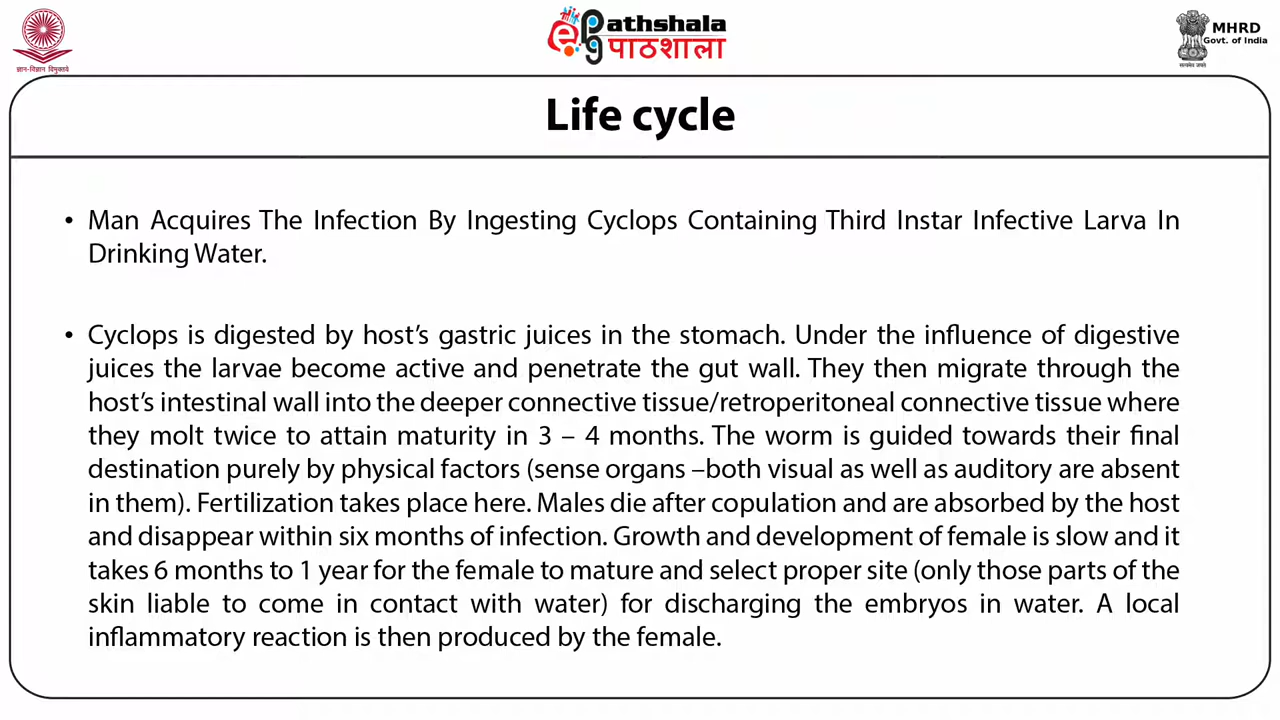 ePG Pathshala
पाठशाला
MHRD
Govt. of India
ज्ञान-विज्ञान विमुक्तये
सत्यमेव जयते
Life cycle
• Man Acquires The Infection By Ingesting Cyclops Containing Third Instar Infective Larva In
Drinking Water.
• Cyclops is digested by host’s gastric juices in the stomach. Under the influence of digestive
juices the larvae become active and penetrate the gut wall. They then migrate through the
host’s intestinal wall into the deeper connective tissue/retroperitoneal connective tissue where
they molt twice to attain maturity in 3 – 4 months. The worm is guided towards their final
destination purely by physical factors (sense organs –both visual as well as auditory are absent
in them). Fertilization takes place here. Males die after copulation and are absorbed by the host
and disappear within six months of infection. Growth and development of female is slow and it
takes 6 months to 1 year for the female to mature and select proper site (only those parts of the
skin liable to come in contact with water) for discharging the embryos in water. A local
inflammatory reaction is then produced by the female.